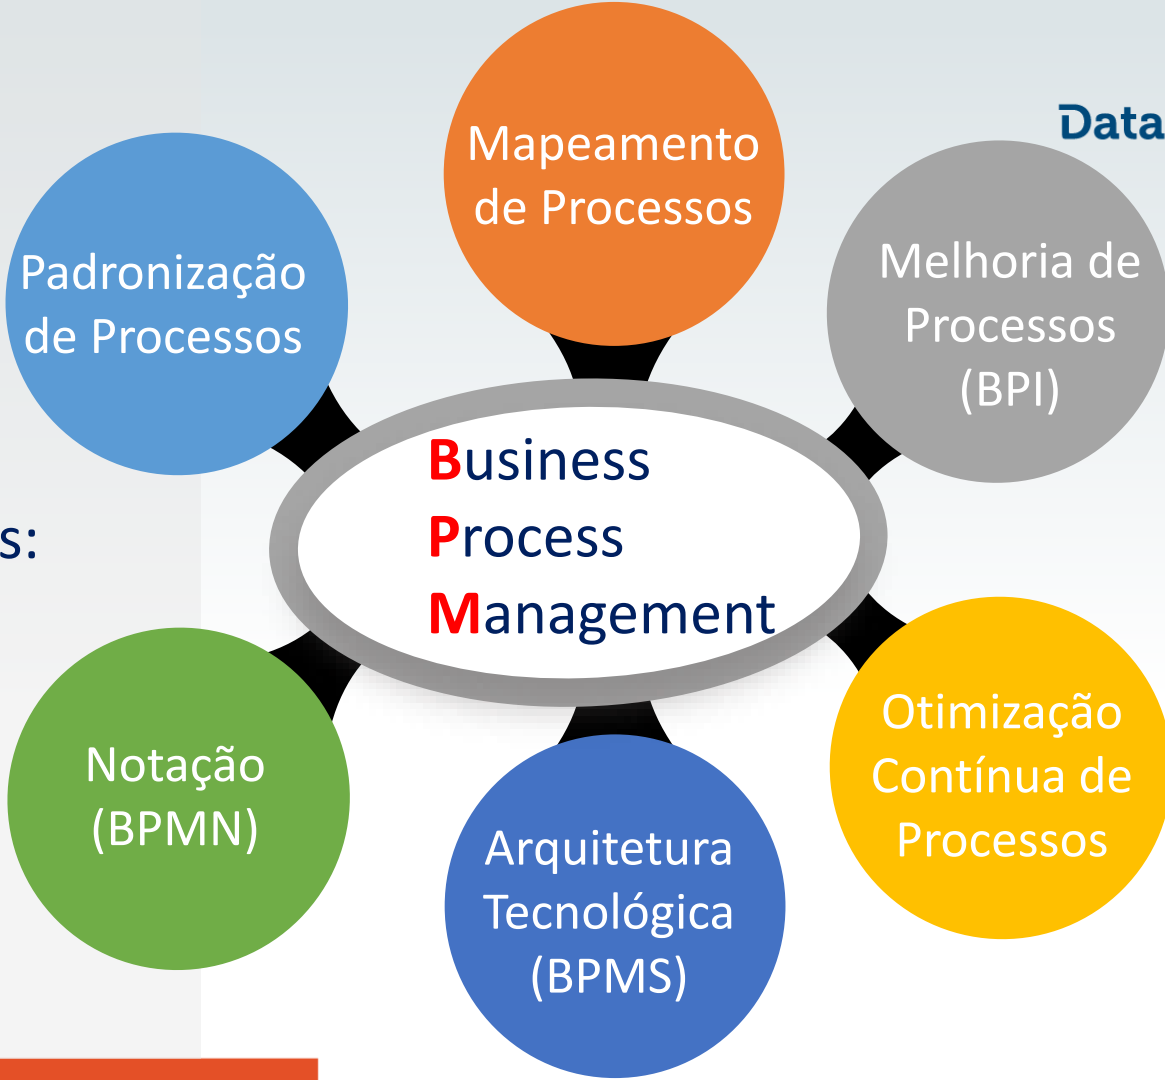 Mapeamento
de Processos
Data
Padronização
de Processos
Melhoria de
Processos
(BPI)
Business
Process
Management
s:
Notação
(BPMN)
Otimização
Contínua de
Processos
Arquitetura
Tecnológica
(BPMS)